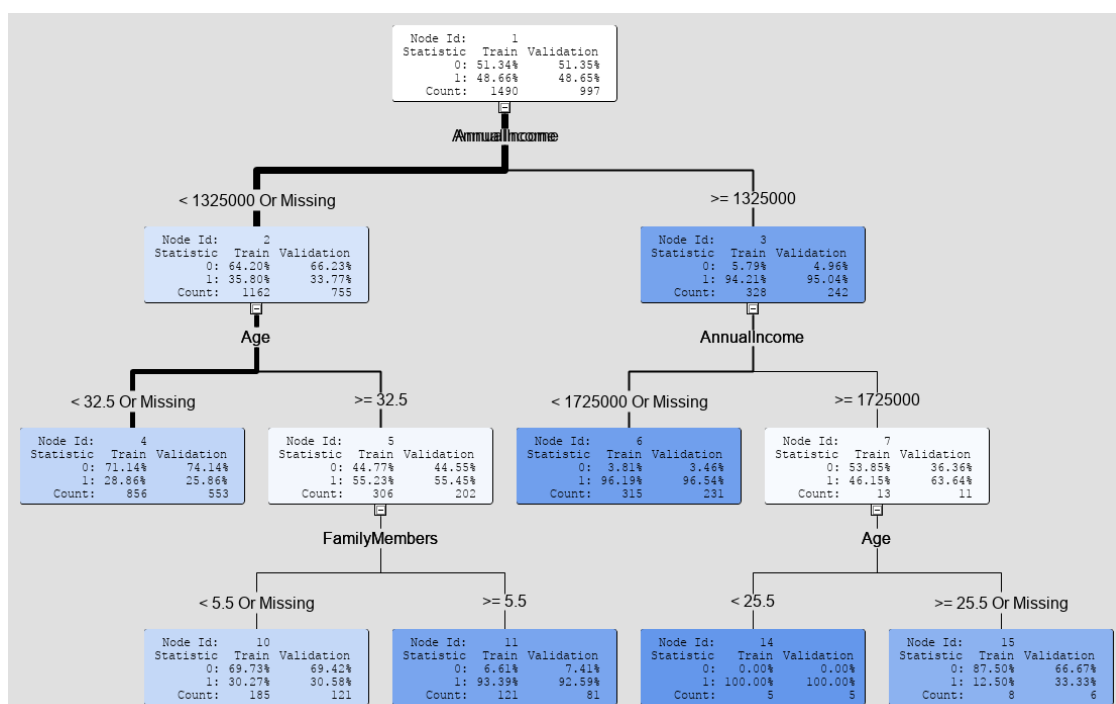 Node Id: 1
Statistic Train Validation
0: 51.34% 51.35%
1: 48.66% 48.65%
Count: 1490 997
AnnualIncome
< 1325000 Or Missing
>= 1325000
Node Id: 2
Statistic Train Validation
0: 64.20% 66.23%
1: 35.80% 33.77%
Count: 1162 755
Node Id: 3
Statistic Train Validation
0: 5.79% 4.96%
1: 94.21% 95.04%
Count: 328 242
Age
AnnualIncome
< 32.5 Or Missing
>= 32.5
< 1725000 Or Missing
>= 1725000
Node Id: 4
Statistic Train Validation
0: 71.14% 74.14%
1: 28.86% 25.86%
Count: 856 553
Node Id: 5
Statistic Train Validation
0: 44.77% 44.55%
1: 55.23% 55.45%
Count: 306 202
Node Id: 6
Statistic Train Validation
0: 3.81% 3.46%
1: 96.19% 96.54%
Count: 315 231
Node Id: 7
Statistic Train Validation
0: 53.85% 36.36%
1: 46.15% 63.64%
Count: 13 11
FamilyMembers
Age
< 5.5 Or Missing
>= 5.5
< 25.5
>= 25.5 Or Missing
Node Id: 10
Statistic Train Validation
0: 69.73% 69.42%
1: 30.27% 30.58%
Count: 185 121
Node Id: 11
Statistic Train Validation
0: 6.61% 7.41%
1: 93.39% 92.59%
Count: 121 81
Node Id: 14
Statistic Train Validation
0: 0.00% 0.00%
1: 100.00% 100.00%
Count: 5 5
Node Id: 15
Statistic Train Validation
0: 87.50% 66.67%
1: 12.50% 33.33%
Count: 8 6